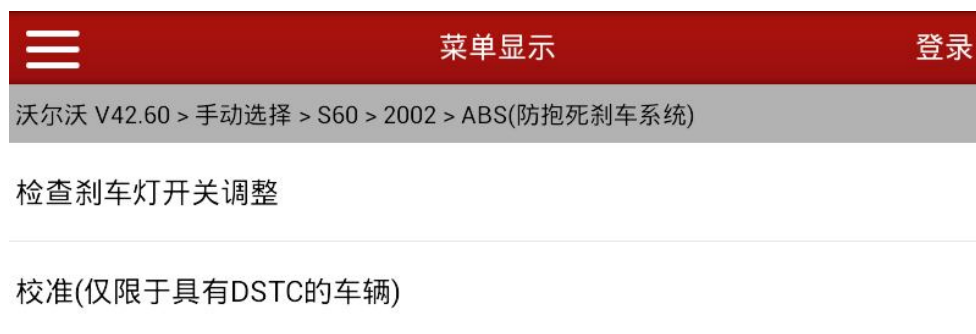 菜单显示
登录
沃尔沃 V42.60 > 手动选择 > S60 > 2002 > ABS(防抱死刹车系统)
检查刹车灯开关调整
校准(仅限于具有DSTC的车辆)